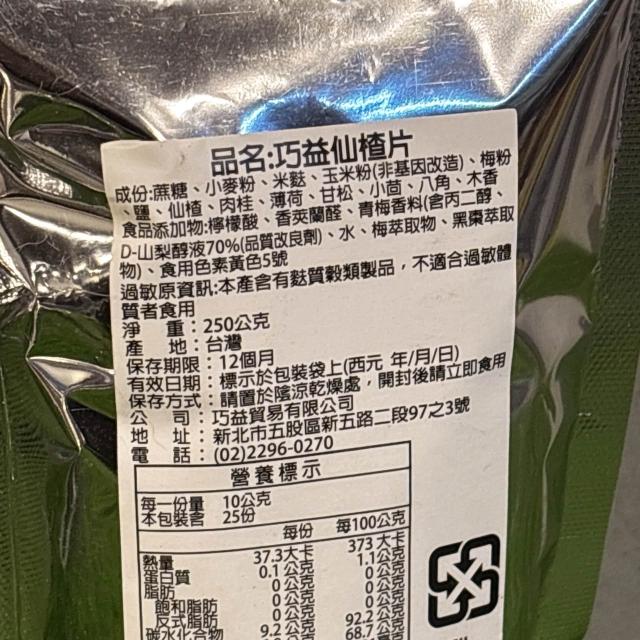 品名:巧益仙楂片
成份:蔗糖、小麥粉、米麩、玉米粉(非基因改造)、梅粉
、鹽、仙楂、肉桂、薄荷、甘松、小茴、八角、木香
食品添加物:檸檬酸、香莢蘭醛、青梅香料(含丙二醇、
D-山梨醇液70%(品質改良劑)、水、梅萃取物、黑棗萃取
物)、食用色素黃色5號
過敏原資訊:本產含有麩質穀類製品，不適合過敏體
質者食用
淨 重：250公克
產 地：台灣
保存期限：12個月
有效日期：標示於包裝袋上(西元 年/月/日)
保存方式：請置於陰涼乾燥處，開封後請立即食用
公 司：巧益貿易有限公司
地 址：新北市五股區新五路二段97之3號
電 話：(02)2296-0270
營養標示
每一份量 10公克
本包裝含 25份
每份 每100公克
熱量 37.3大卡 373大卡
蛋白質 0.1公克 1.1公克
脂肪 0公克 0公克
飽和脂肪 0公克 0公克
反式脂肪 0公克 0公克
碳水化合物 9.2公克 92.2公克
68.7公克